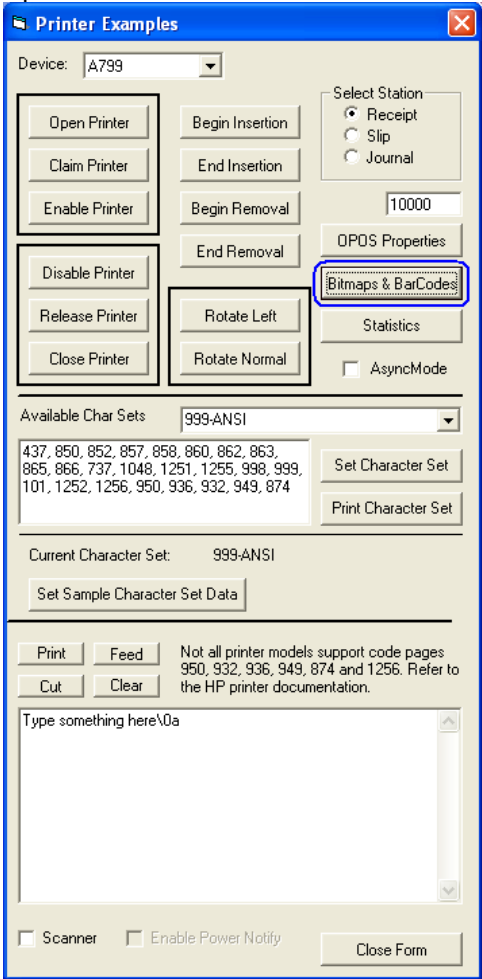 Printer Examples
Device: A799
Select Station
Receipt
Slip
Journal
Open Printer
Claim Printer
Enable Printer
Begin Insertion
End Insertion
Begin Removal
End Removal
10000
OPOS Properties
Bitmaps & BarCodes
Statistics
AsyncMode
Disable Printer
Release Printer
Close Printer
Rotate Left
Rotate Normal
Available Char Sets 999-ANSI
437, 850, 852, 857, 858, 860, 862, 863,
865, 866, 737, 1048, 1251, 1255, 998, 999,
101, 1252, 1256, 950, 936, 932, 949, 874
Set Character Set
Print Character Set
Current Character Set: 999-ANSI
Set Sample Character Set Data
Print Feed
Cut Clear
Not all printer models support code pages
950, 932, 936, 949, 874 and 1256. Refer to
the HP printer documentation.
Type something here\0a
Scanner Enable Power Notify
Close Form